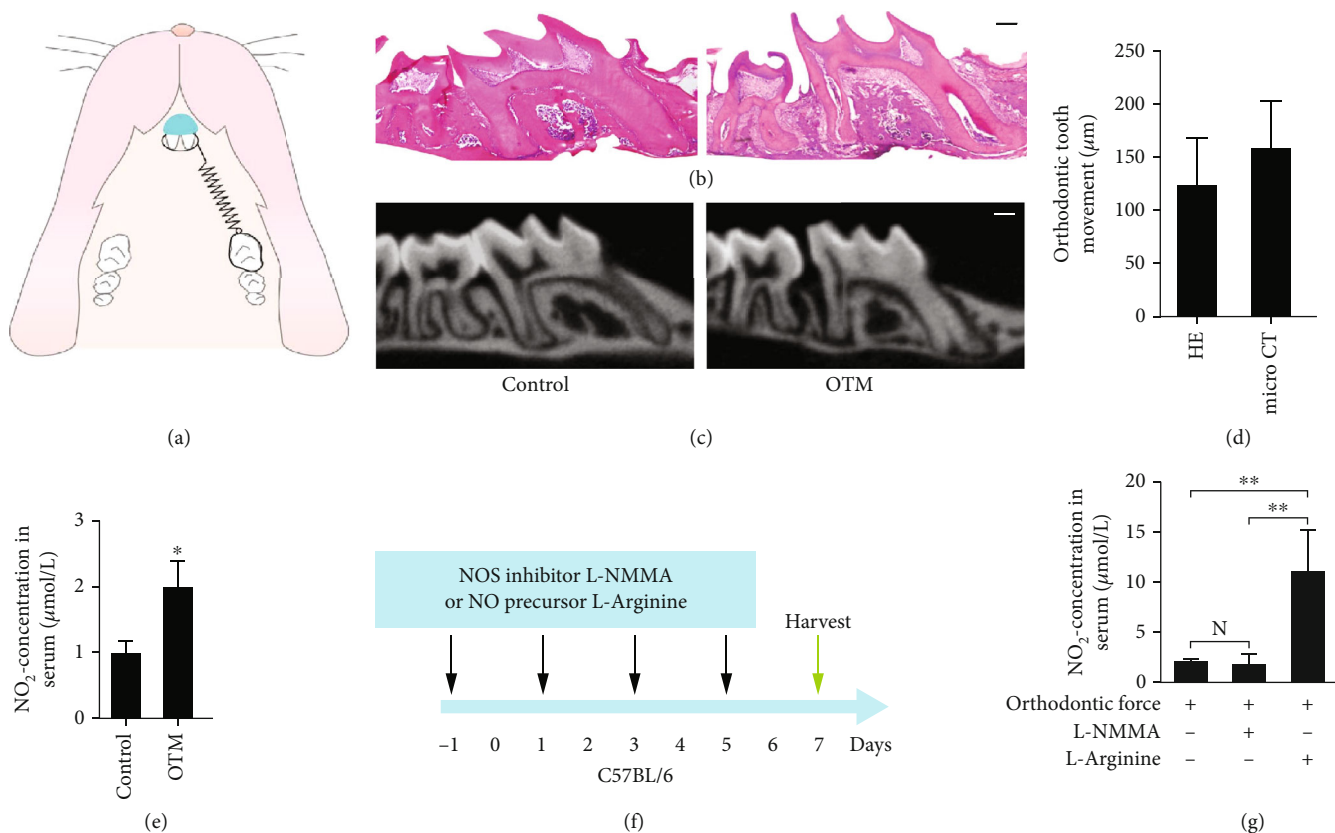 (a)
(b)
Control
OTM
(c)
Orthodontic tooth
movement (μm)
250
200
150
100
50
0
HE
micro CT
(d)
NO₂-concentration in
serum (μmol/L)
3
2
1
0
*
Control
OTM
(e)
NOS inhibitor L-NMMA
or NO precursor L-Arginine
Harvest
–1 0 1 2 3 4 5 6 7 Days
C57BL/6
(f)
NO₂-concentration in
serum (μmol/L)
20
15
10
5
0
**
**
N
Orthodontic force + + +
L-NMMA – + –
L-Arginine – – +
(g)